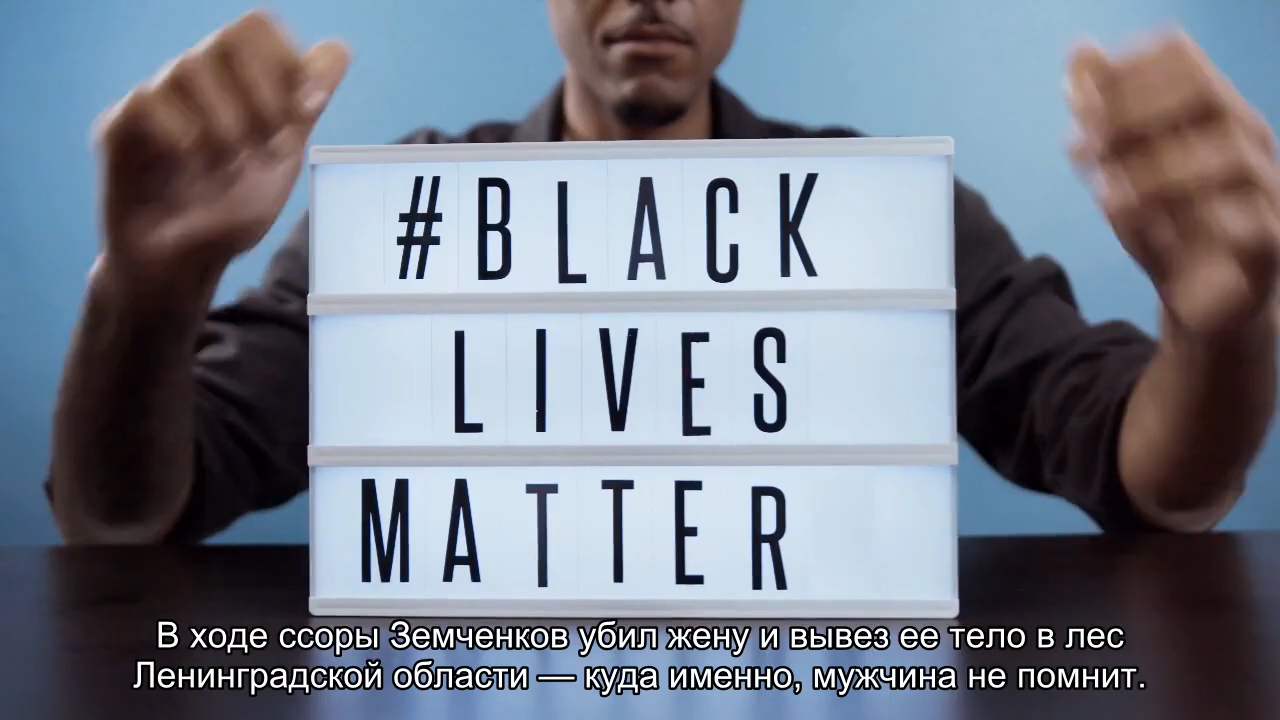 #BLACK
LIVES
MATTER
В ходе ссоры Земченков убил жену и вывез ее тело в лес
Ленинградской области — куда именно, мужчина не помнит.